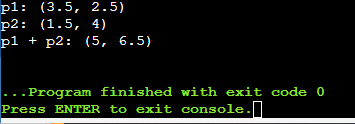 p1: (3.5, 2.5)
p2: (1.5, 4)
p1 + p2: (5, 6.5)
...Program finished with exit code 0
Press ENTER to exit console.